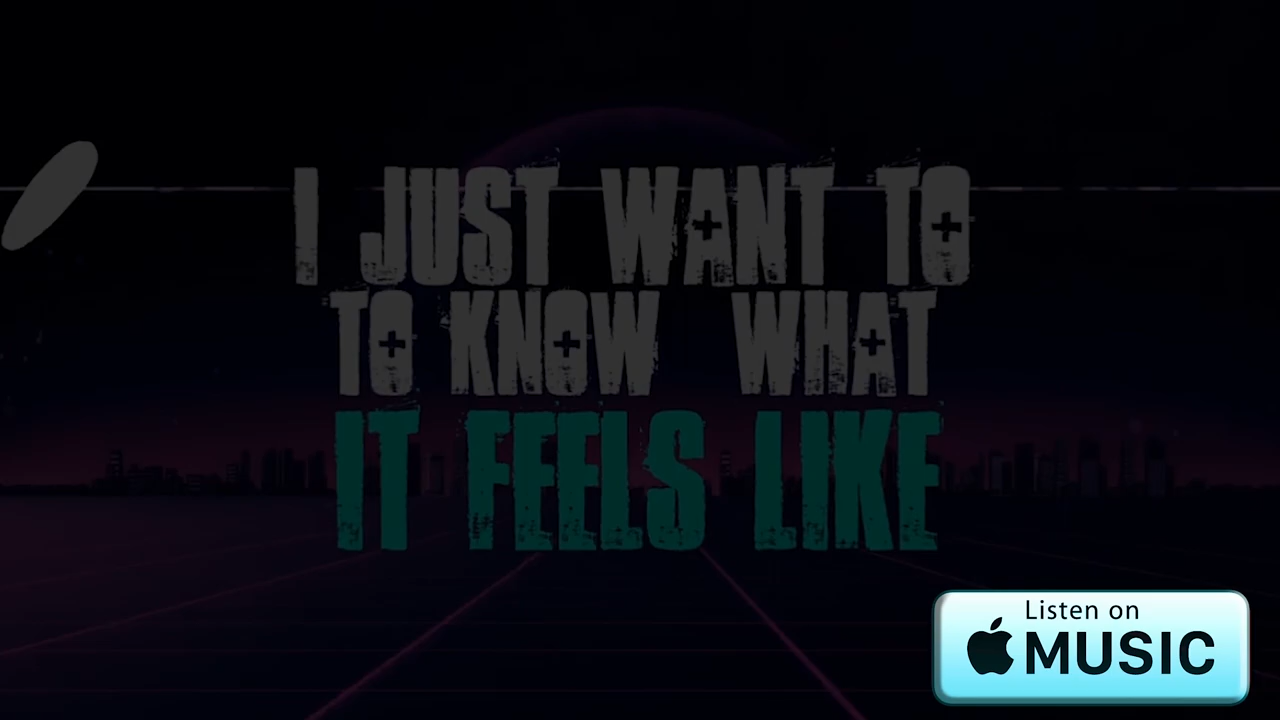 I JUST WANT TO
TO KNOW WHAT
IT FEELS LIKE
Listen on
MUSIC